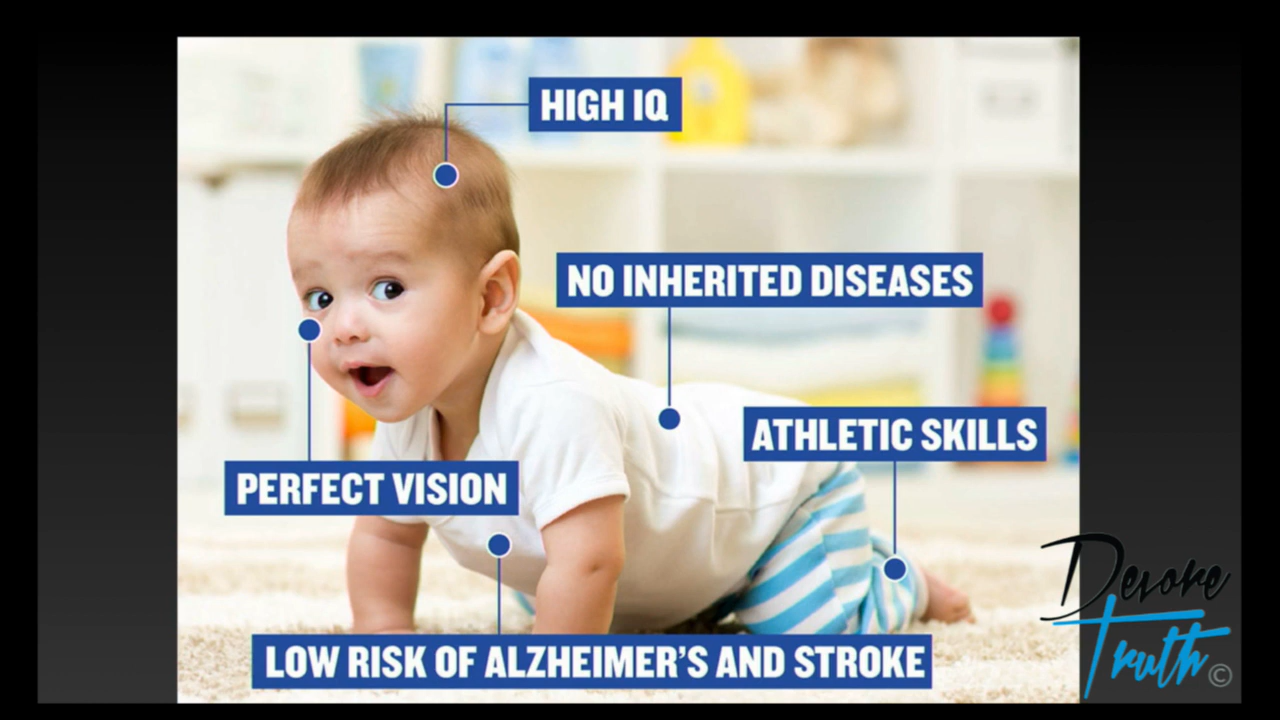 HIGH IQ
NO INHERITED DISEASES
ATHLETIC SKILLS
PERFECT VISION
LOW RISK OF ALZHEIMER'S AND STROKE
Devore
Truth ©